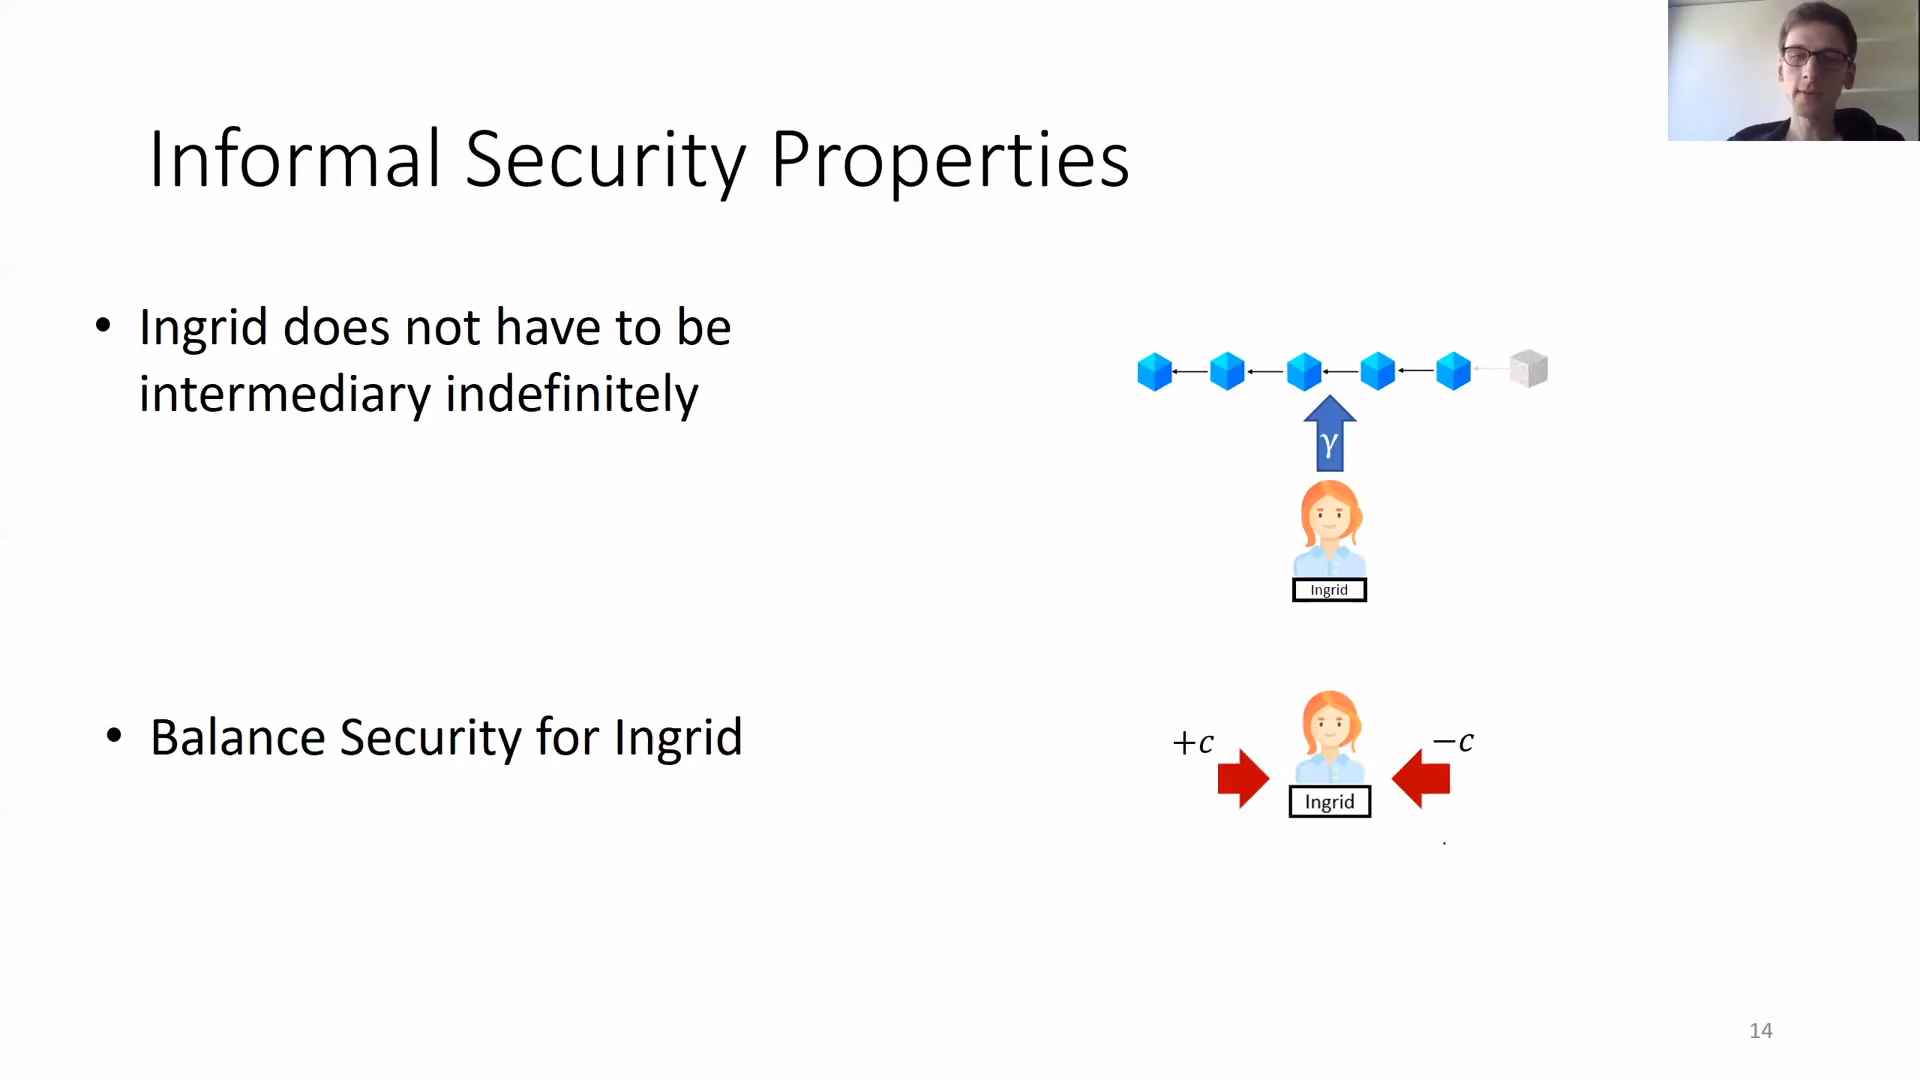 Informal Security Properties
• Ingrid does not have to be
intermediary indefinitely
γ
Ingrid
• Balance Security for Ingrid
+c
−c
Ingrid
14